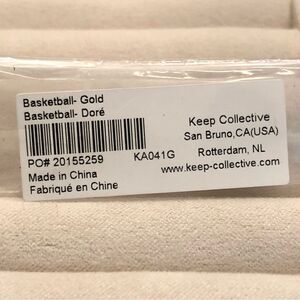 Basketball- Gold
Basketball- Doré
PO# 20155259
KA041G
Made in China
Fabriqué en Chine
Keep Collective
San Bruno,CA(USA)
Rotterdam, NL
www.keep-collective.com